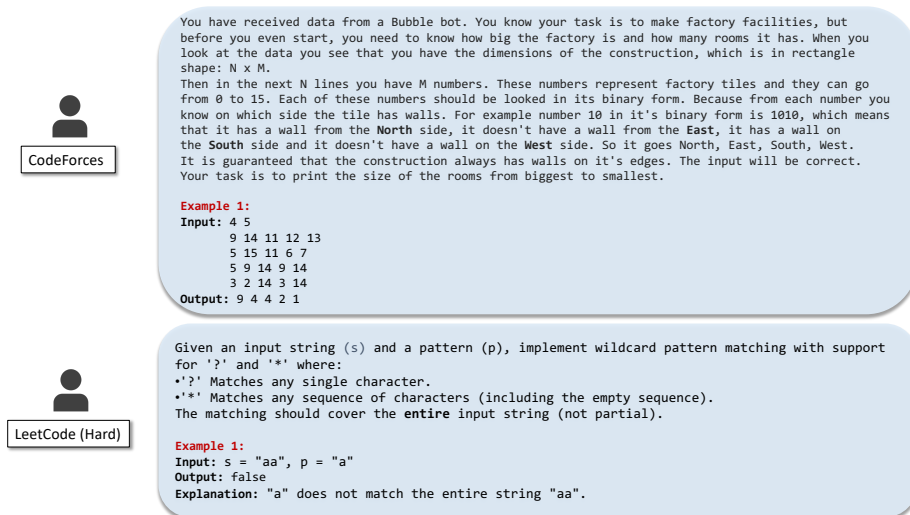 You have received data from a Bubble bot. You know your task is to make factory facilities, but
before you even start, you need to know how big the factory is and how many rooms it has. When you
look at the data you see that you have the dimensions of the construction, which is in rectangle
shape: N x M.
Then in the next N lines you have M numbers. These numbers represent factory tiles and they can go
from 0 to 15. Each of these numbers should be looked in its binary form. Because from each number you
know on which side the tile has walls. For example number 10 in it's binary form is 1010, which means
that it has a wall from the North side, it doesn't have a wall from the East, it has a wall on
the South side and it doesn't have a wall on the West side. So it goes North, East, South, West.
It is guaranteed that the construction always has walls on it's edges. The input will be correct.
Your task is to print the size of the rooms from biggest to smallest.
CodeForces
Example 1:
Input: 4 5
9 14 11 12 13
5 15 11 6 7
5 9 14 9 14
3 2 14 3 14
Output: 9 4 4 2 1
Given an input string (s) and a pattern (p), implement wildcard pattern matching with support
for '?' and '*' where:
•'?' Matches any single character.
•'*' Matches any sequence of characters (including the empty sequence).
The matching should cover the entire input string (not partial).
LeetCode (Hard)
Example 1:
Input: s = "aa", p = "a"
Output: false
Explanation: "a" does not match the entire string "aa".